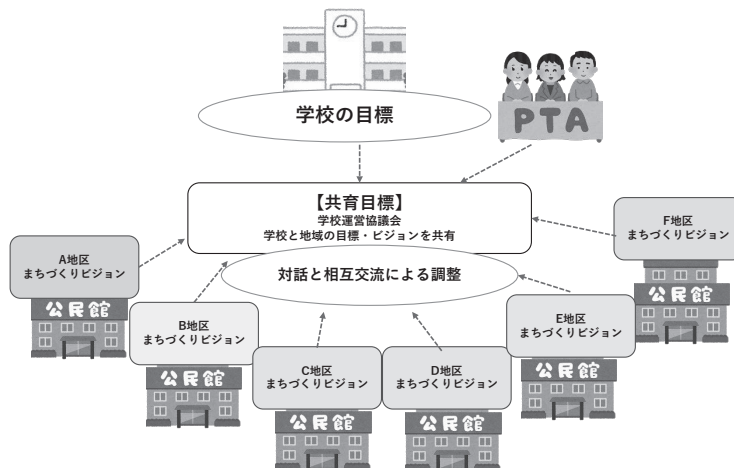 学校の目標
PTA
【共育目標】
学校運営協議会
学校と地域の目標・ビジョンを共有
対話と相互交流による調整
A地区
まちづくりビジョン
公民館
B地区
まちづくりビジョン
公民館
C地区
まちづくりビジョン
公民館
D地区
まちづくりビジョン
公民館
E地区
まちづくりビジョン
公民館
F地区
まちづくりビジョン
公民館